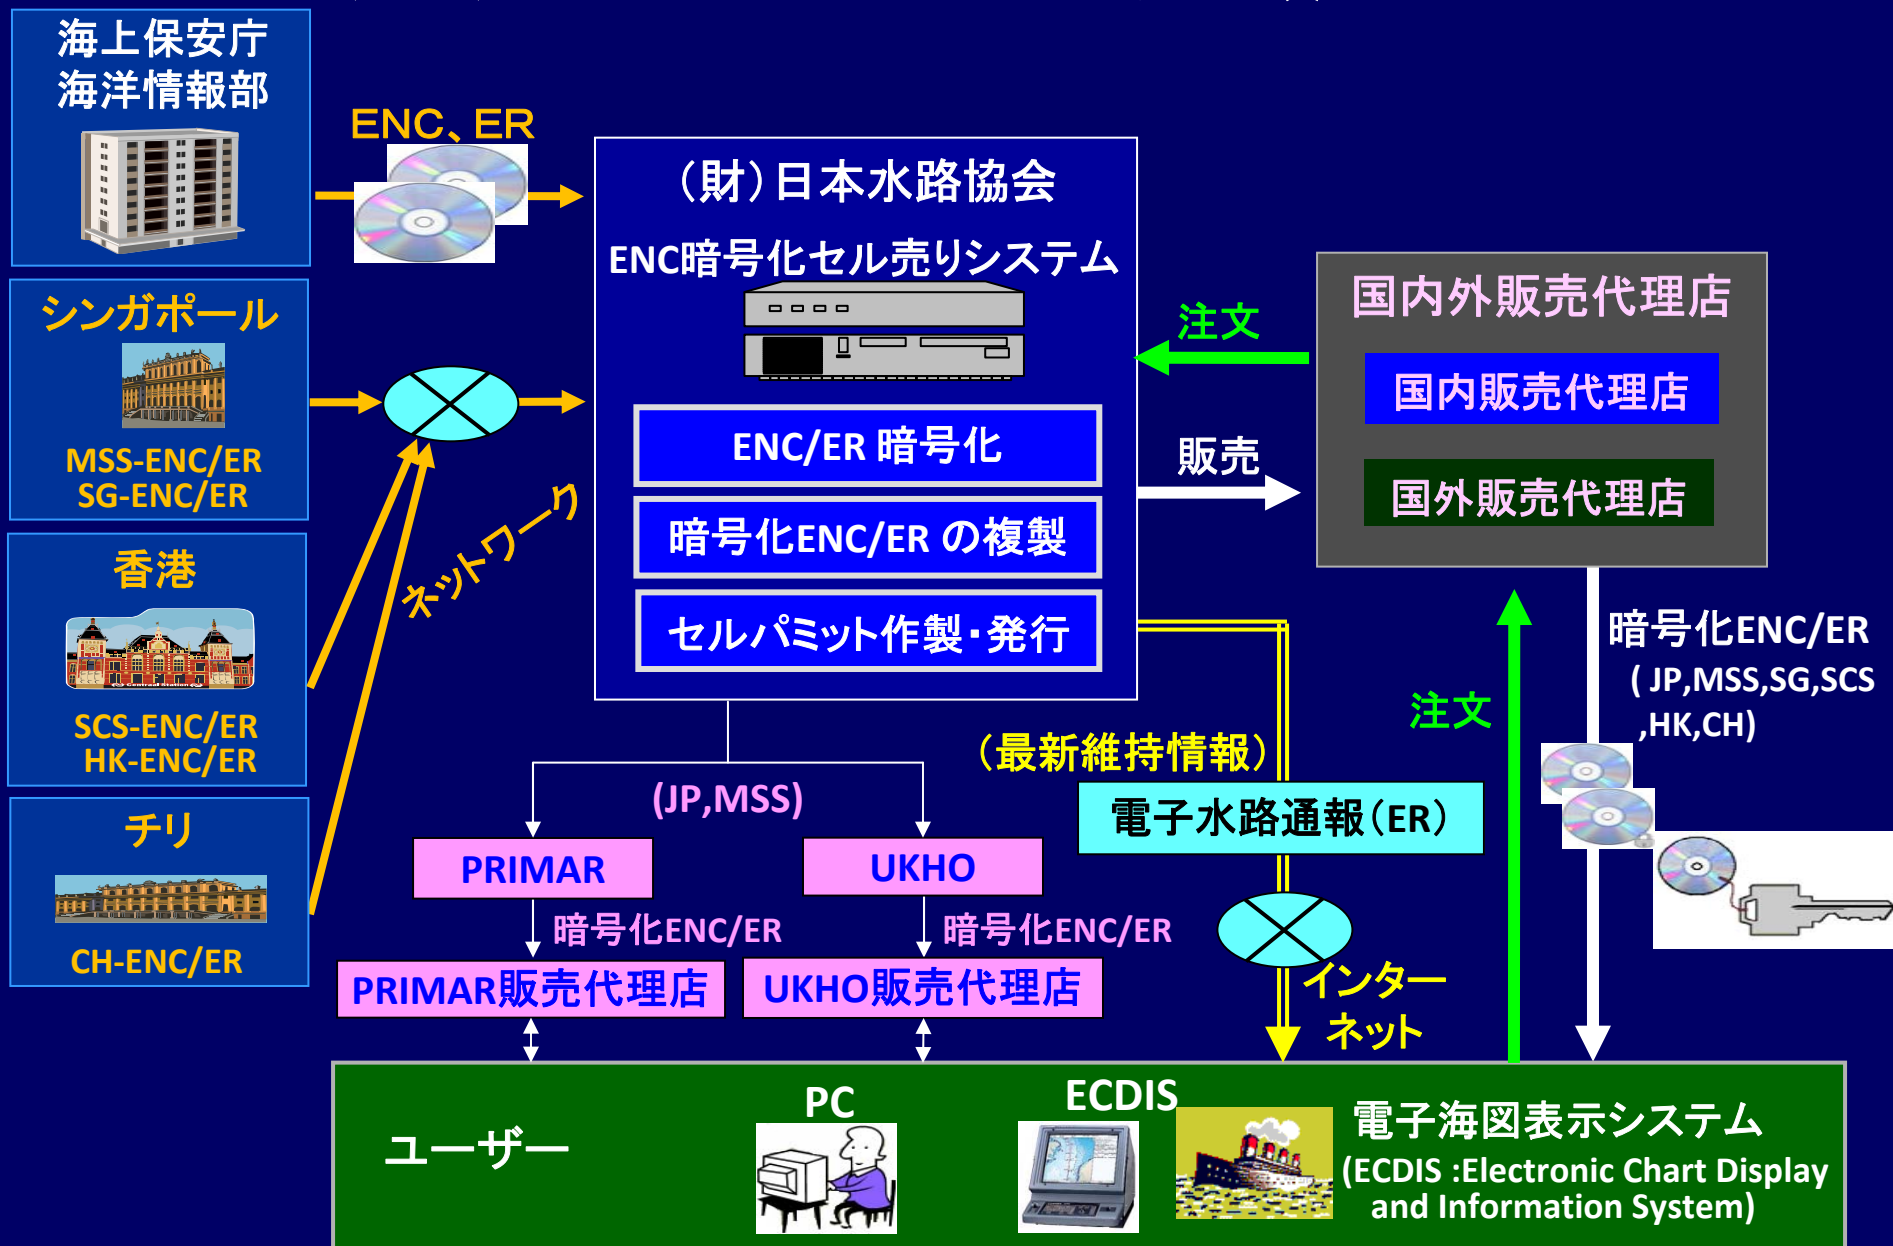 海上保安庁
海洋情報部
ENC、ER
(財)日本水路協会
ENC暗号化セル売りシステム
シンガポール
MSS-ENC/ER
SG-ENC/ER
香港
SCS-ENC/ER
HK-ENC/ER
チリ
CH-ENC/ER
ネットワーク
ENC/ER 暗号化
暗号化ENC/ER の複製
セルパミット作製・発行
注文
販売
国内外販売代理店
国内販売代理店
国外販売代理店
暗号化ENC/ER
( JP,MSS,SG,SCS
,HK,CH)
注文
(最新維持情報)
電子水路通報(ER)
インター
ネット
(JP,MSS)
PRIMAR
UKHO
暗号化ENC/ER
暗号化ENC/ER
PRIMAR販売代理店
UKHO販売代理店
ユーザー
PC
ECDIS
電子海図表示システム
(ECDIS :Electronic Chart Display
and Information System)